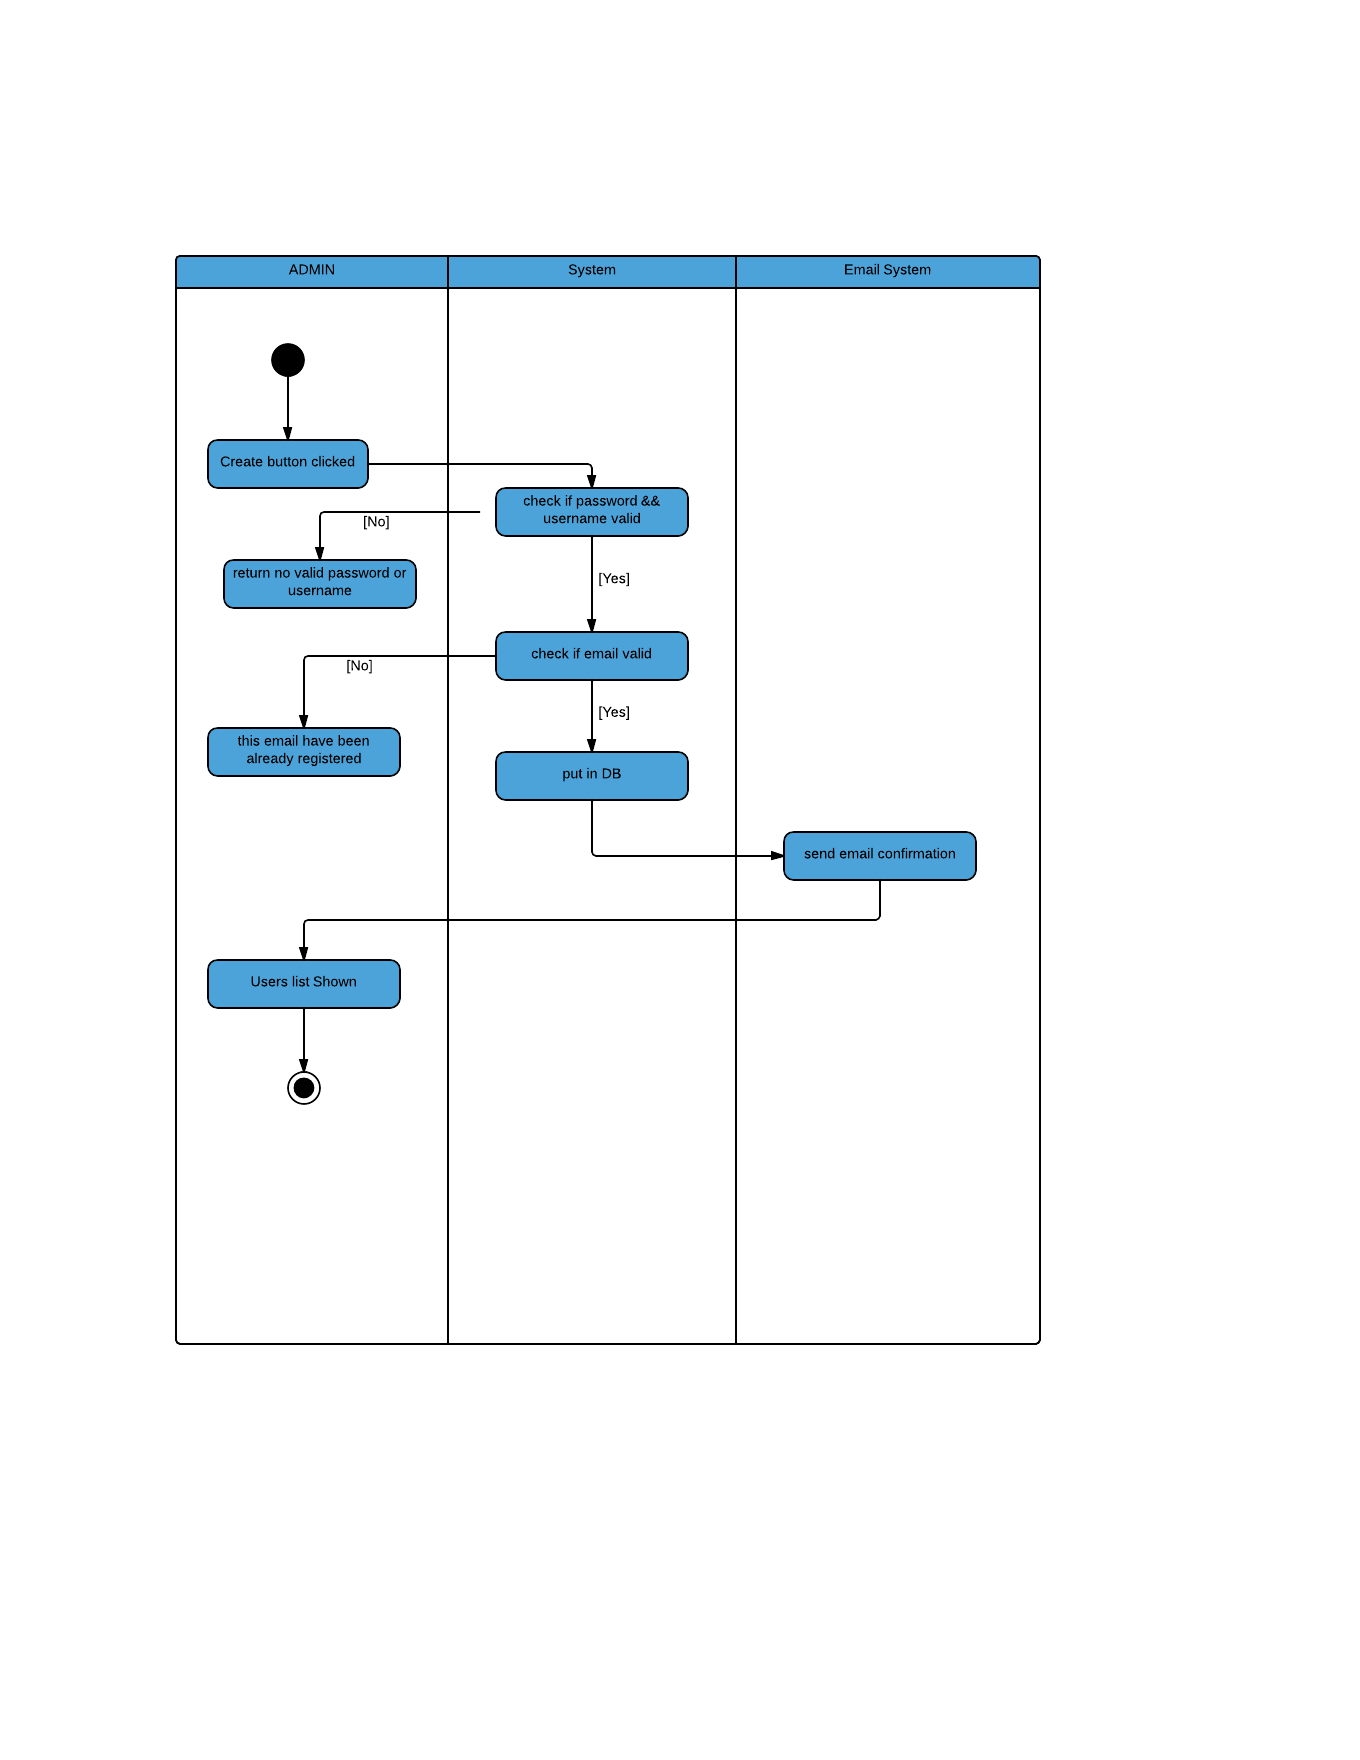 ADMIN
System
Email System
Create button clicked
check if password &&
username valid
[No]
return no valid password or
username
[Yes]
check if email valid
[No]
this email have been
already registered
[Yes]
put in DB
send email confirmation
Users list Shown